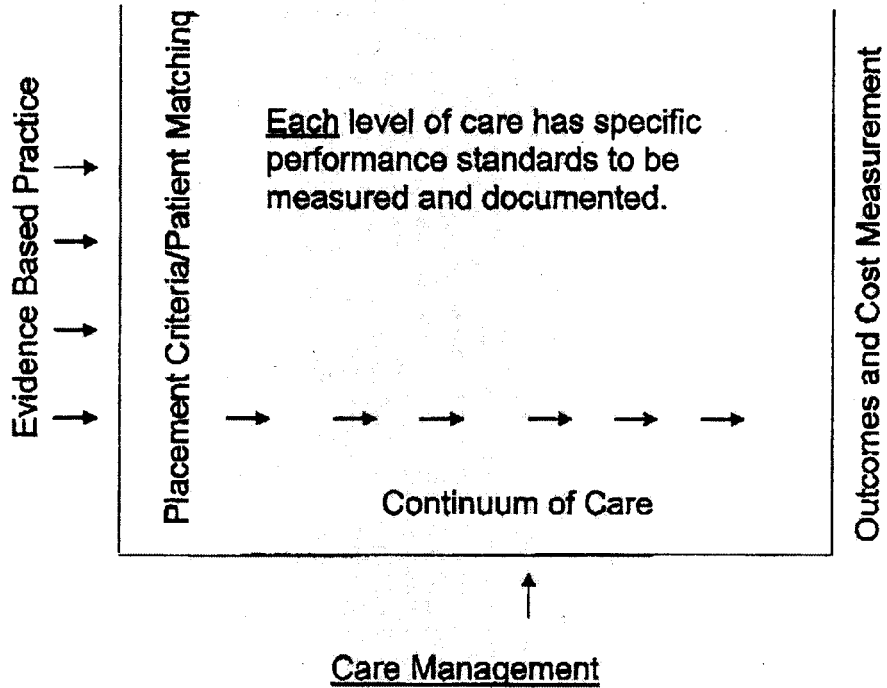 Evidence Based Practice
Placement Criteria/Patient Matching
Each level of care has specific
performance standards to be
measured and documented.
Continuum of Care
Outcomes and Cost Measurement
Care Management